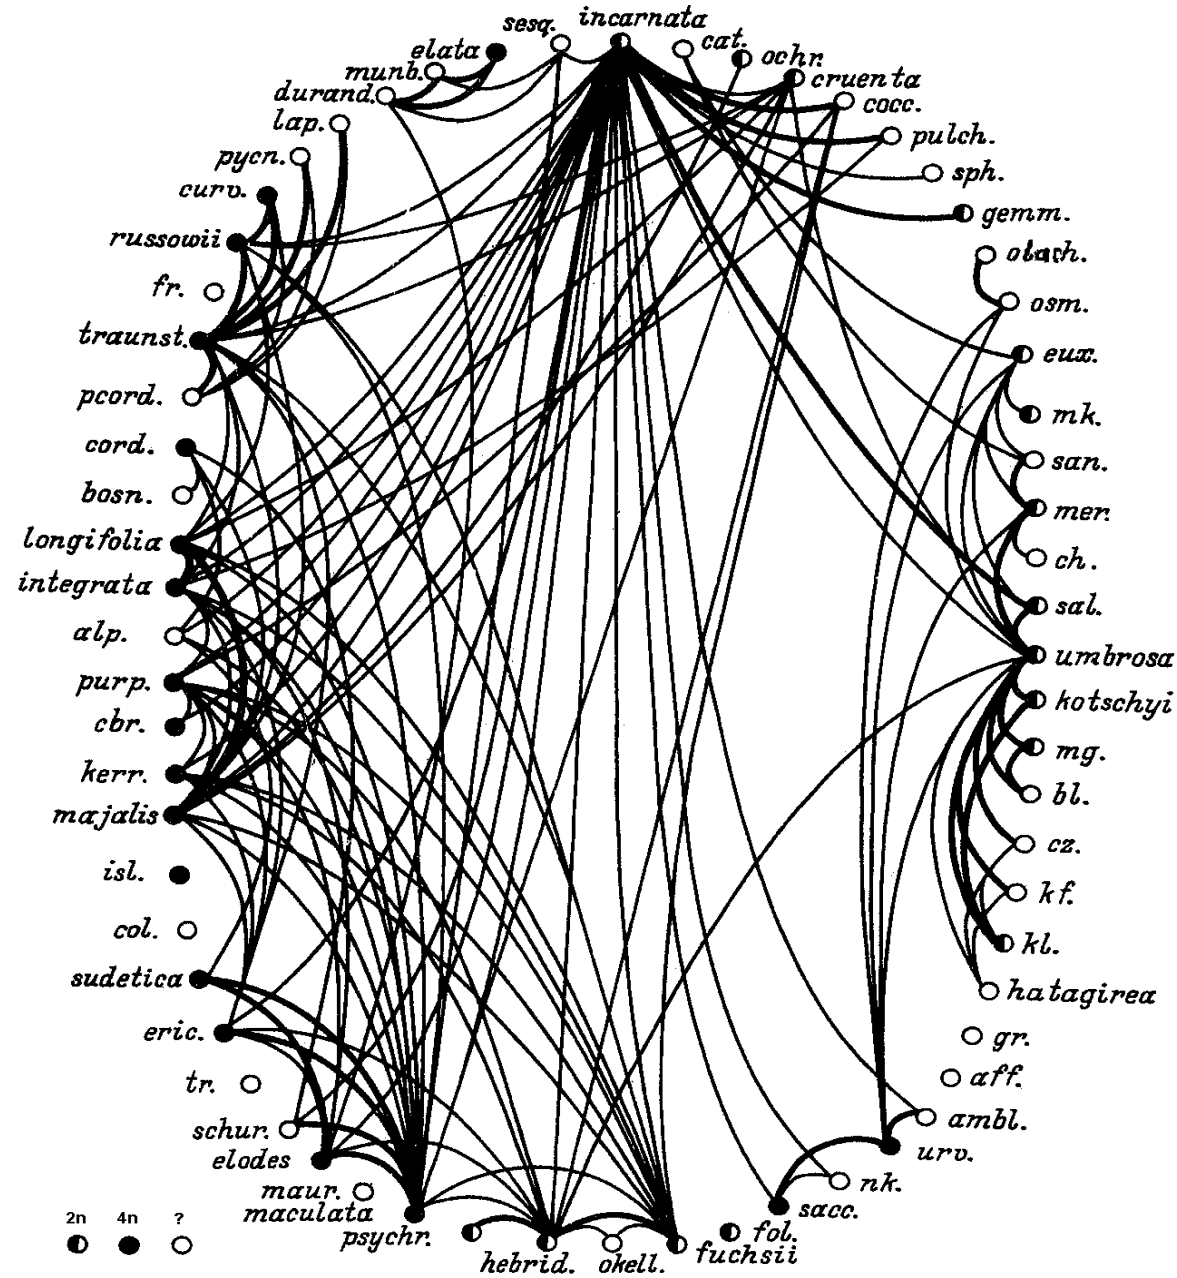 incarnata
sesq.
cat.
elata
ochr.
munb.
cruenta
durand.
cocc.
lap.
pulch.
pycn.
sph.
curv.
gemm.
russowii
olach.
fr.
osm.
traunst.
eux.
pcord.
mk.
cord.
san.
bosn.
mer.
longifolia
ch.
integrata
sal.
alp.
umbrosa
purp.
kotschyi
cbr.
mg.
kerr.
bl.
majalis
cz.
isl.
kf.
col.
kl.
sudetica
hatagirea
eric.
gr.
tr.
aff.
schur.
ambl.
elodes
urv.
maur.
nk.
maculata
sacc.
2n 4n ?
psychr.
fol.
hebrid. okell. fuchsii